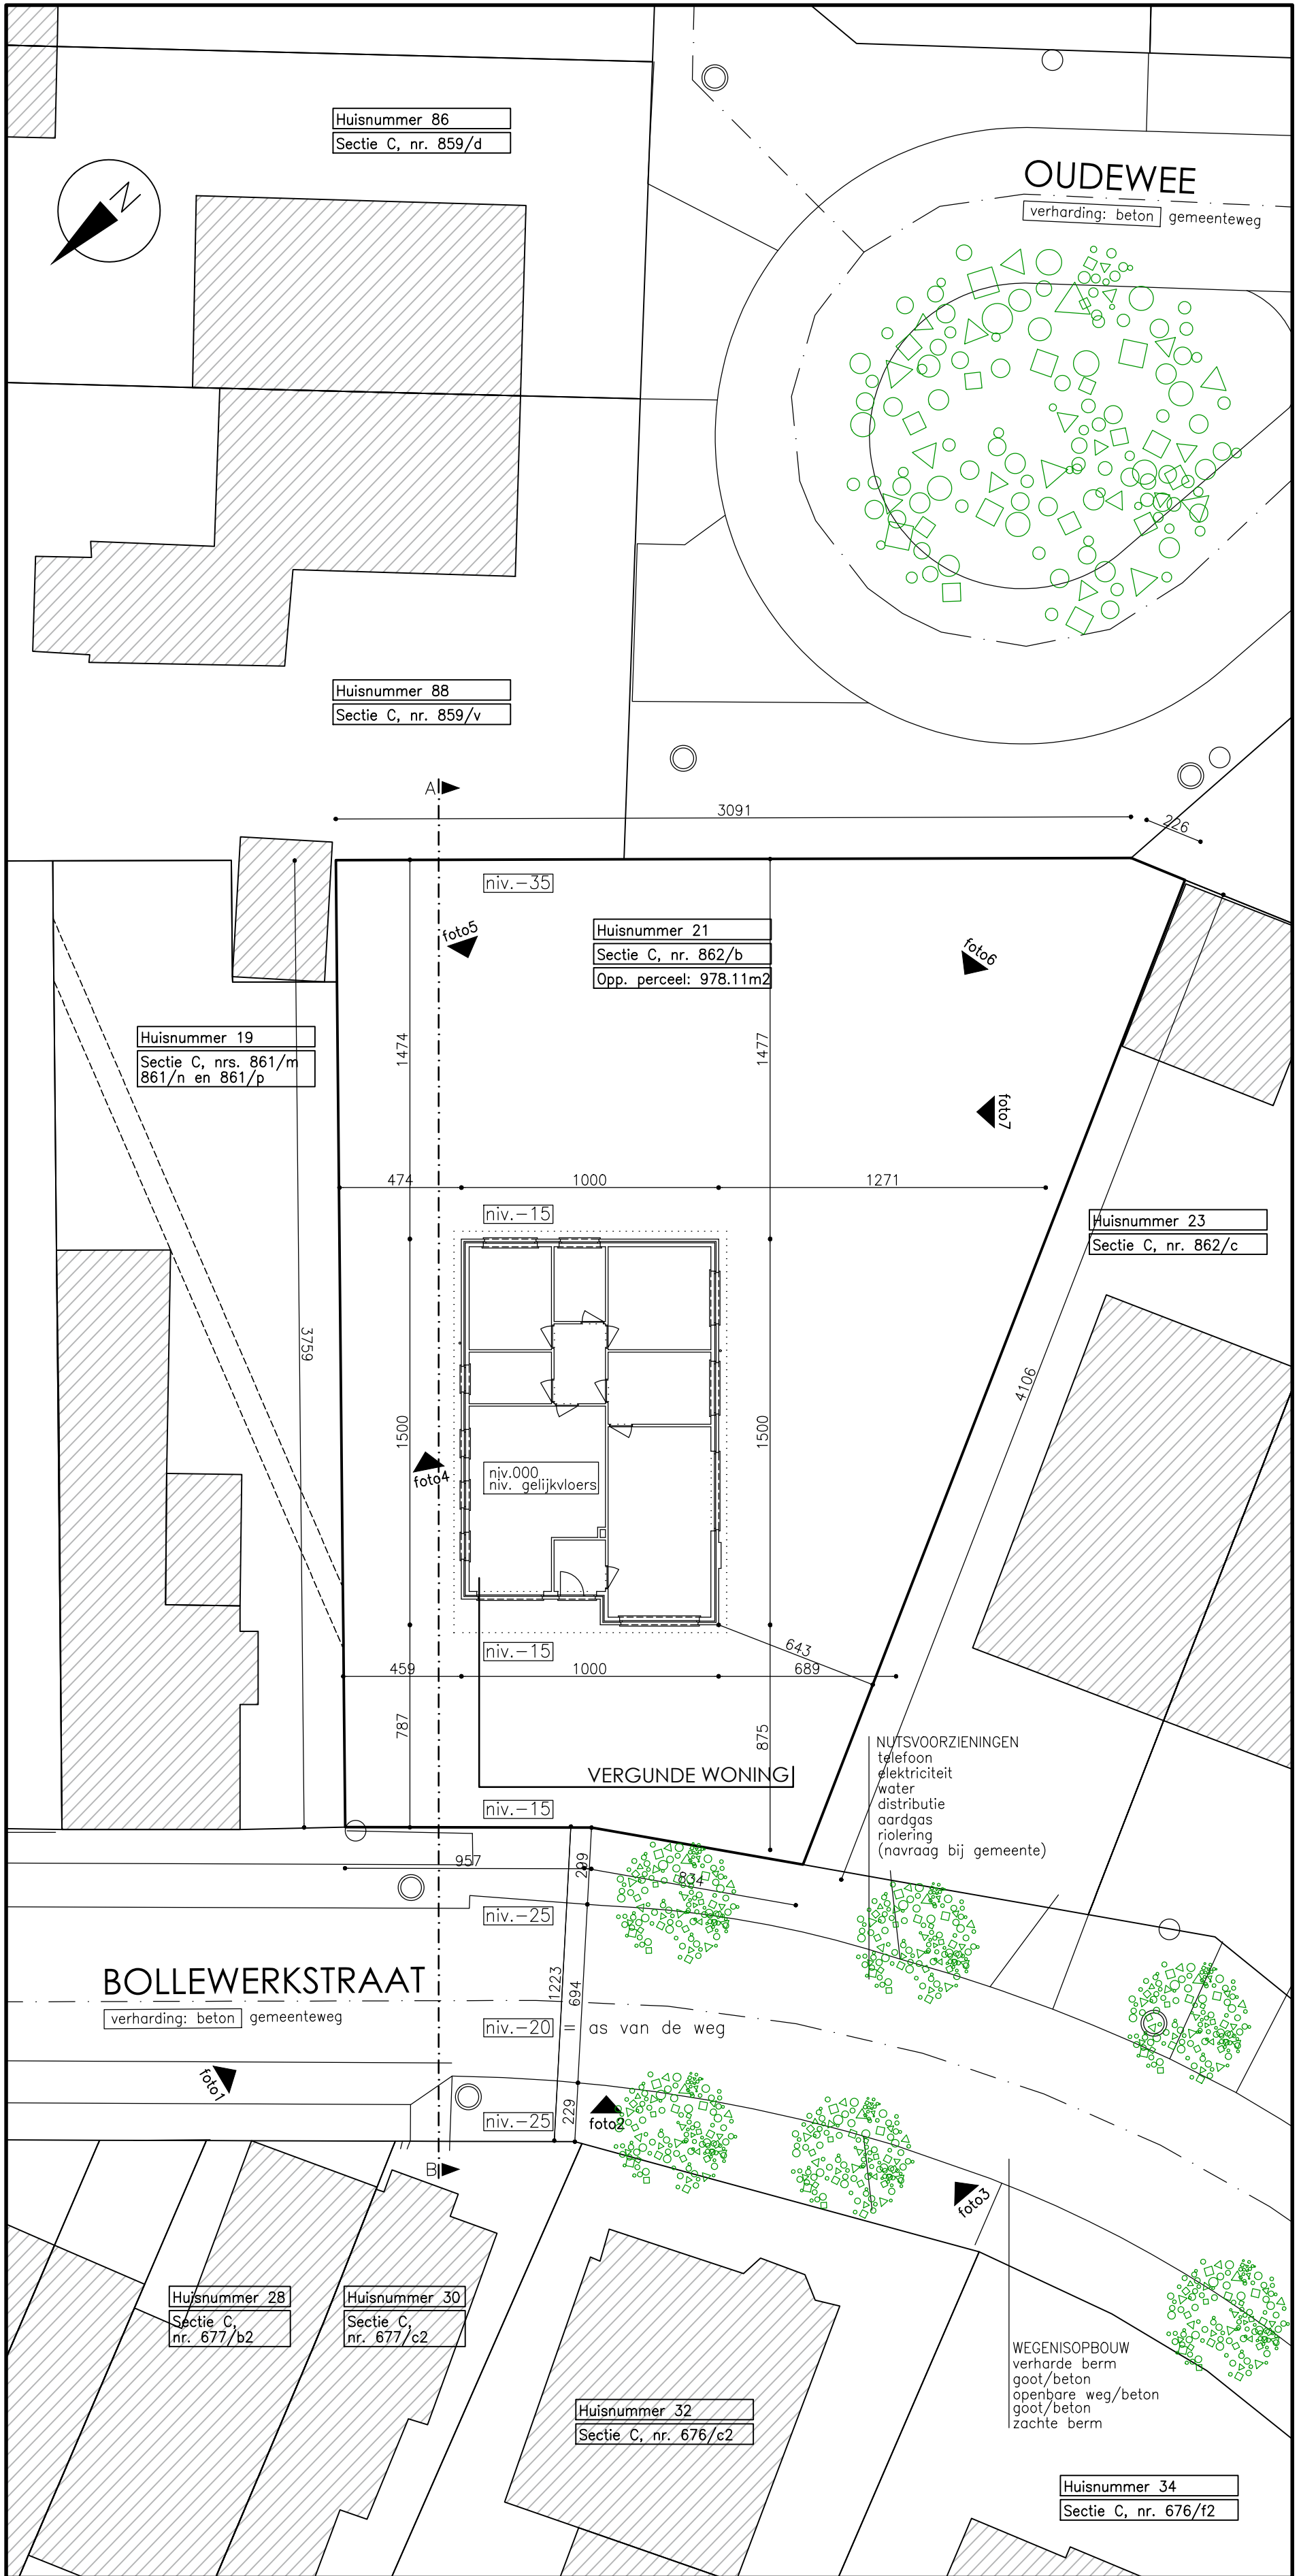 Huisnummer 86
Sectie C, nr. 859/d
N
OUDEWEE
verharding: beton gemeenteweg
Huisnummer 88
Sectie C, nr. 859/v
A
3091
226
niv.-35
foto5
Huisnummer 21
Sectie C, nr. 862/b
Opp. perceel: 978.11m2
foto6
Huisnummer 19
Sectie C, nrs. 861/m
861/n en 861/p
1474
1477
foto7
474
1000
1271
niv.-15
Huisnummer 23
Sectie C, nr. 862/c
3759
4106
1500
1500
foto4
niv.000
niv. gelijkvloers
niv.-15
643
459
1000
689
787
875
VERGUNDE WONING
NUTSVOORZIENINGEN
telefoon
elektriciteit
water
distributie
aardgas
riolering
(navraag bij gemeente)
niv.-15
957
299
834
niv.-25
BOLLEWERKSTRAAT
verharding: beton gemeenteweg
1223
694
niv.-20 = as van de weg
foto1
niv.-25
229
foto2
B
foto3
Huisnummer 28
Sectie C,
nr. 677/b2
Huisnummer 30
Sectie C,
nr. 677/c2
WEGENISOPBOUW
verharde berm
goot/beton
openbare weg/beton
goot/beton
zachte berm
Huisnummer 32
Sectie C, nr. 676/c2
Huisnummer 34
Sectie C, nr. 676/f2